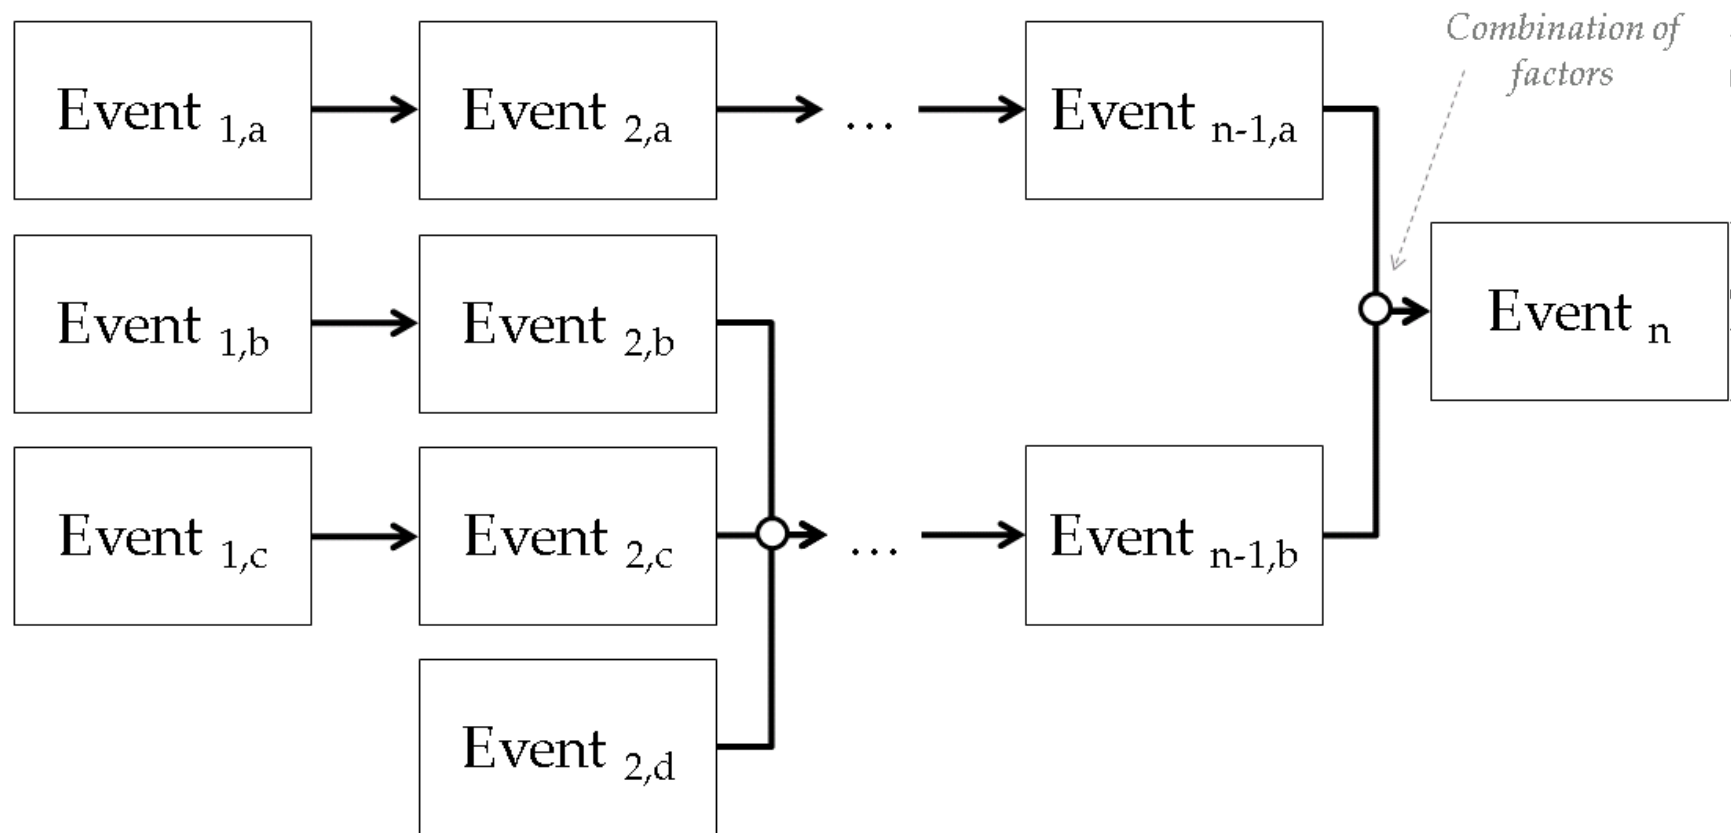 Combination of
factors
Event 1,a
Event 2,a
...
Event n-1,a
Event 1,b
Event 2,b
Event n
Event 1,c
Event 2,c
...
Event n-1,b
Event 2,d